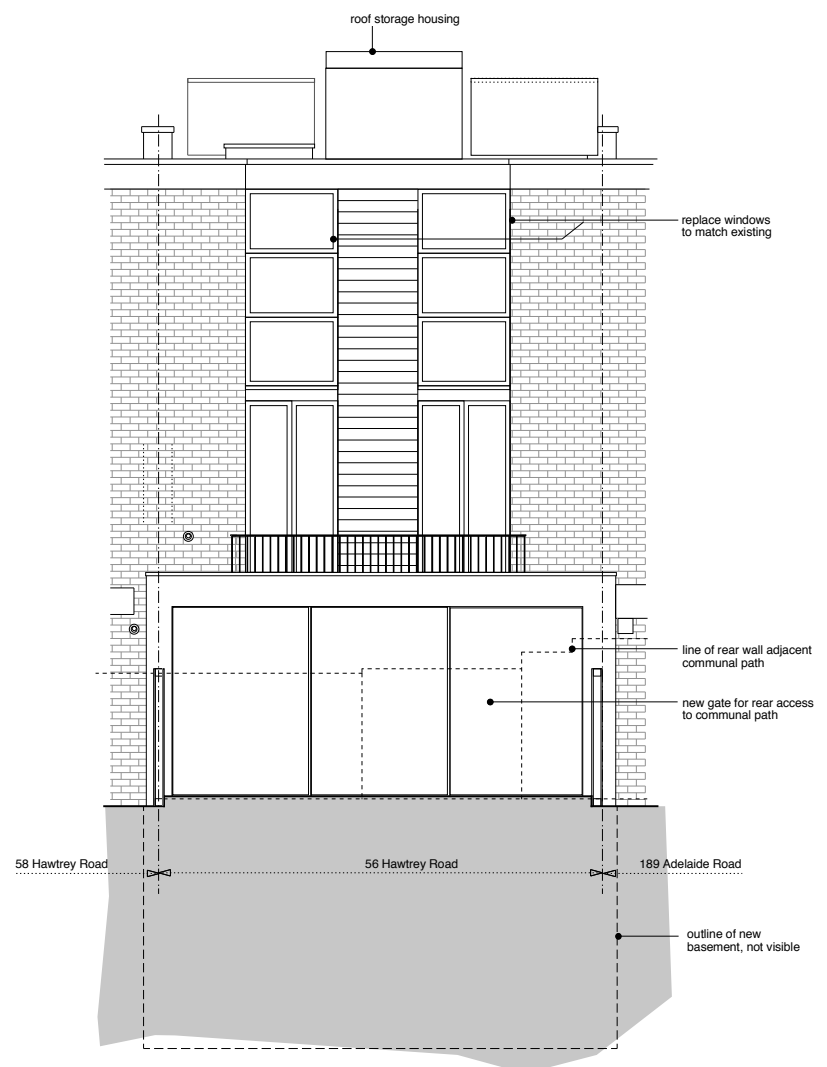 roof storage housing
replace windows
to match existing
line of rear wall adjacent
communal path
new gate for rear access
to communal path
58 Hawtrey Road
56 Hawtrey Road
189 Adelaide Road
outline of new
basement, not visible